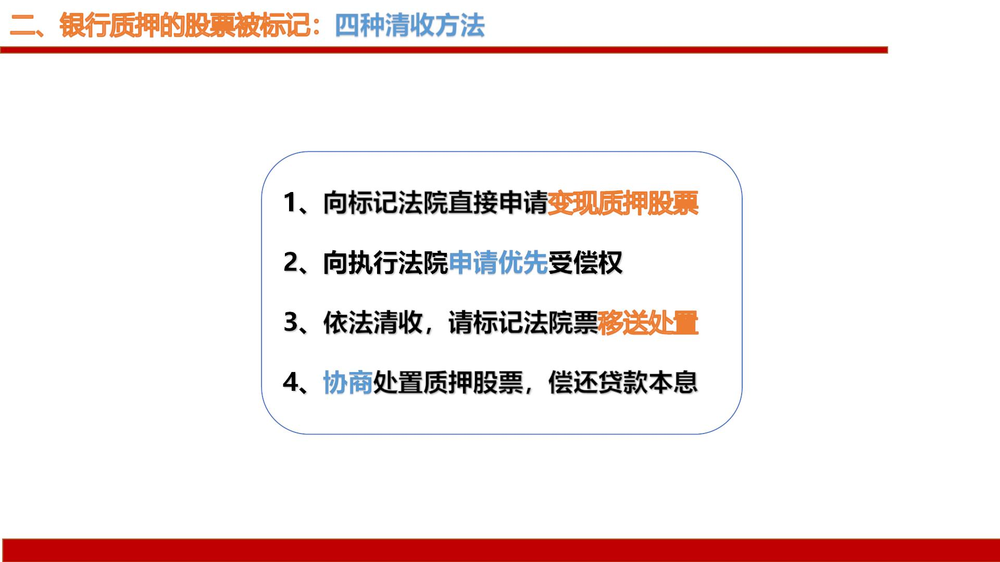 二、银行质押的股票被标记：四种清收方法
1、向标记法院直接申请变现质押股票
2、向执行法院申请优先受偿权
3、依法清收，请标记法院票移送处置
4、协商处置质押股票，偿还贷款本息